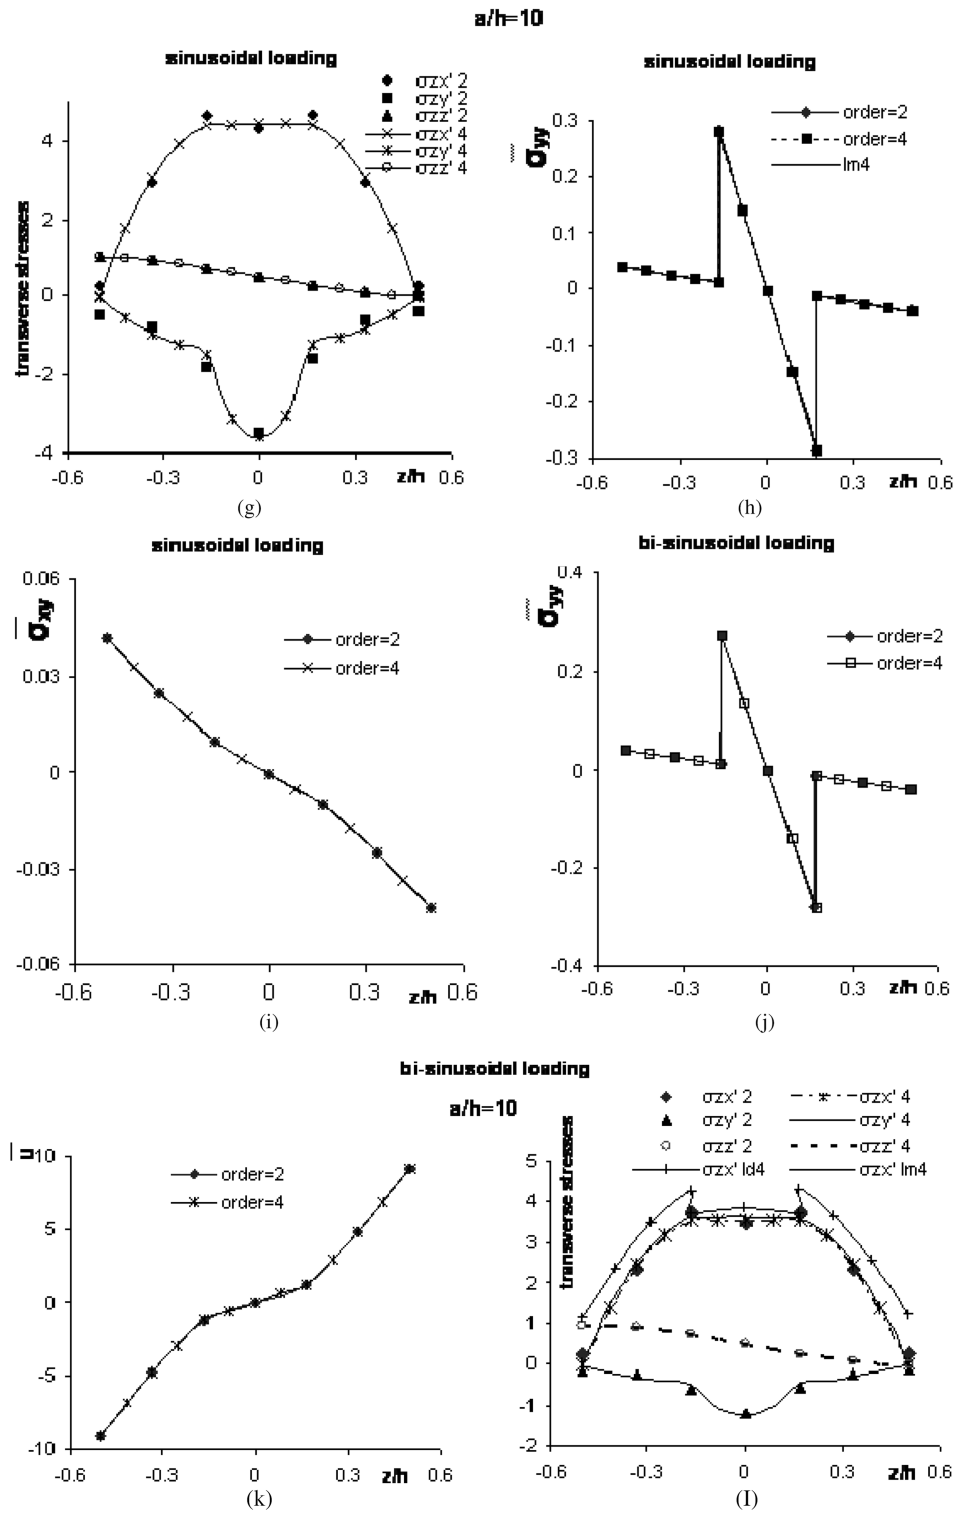 a/h=10
sinusoidal loading
σzx' 2
σzy' 2
σzz' 2
σzx' 4
σzy' 4
σzz' 4
transverse stresses
4
2
0
-2
-4
-0.6
-0.3
0
0.3
z/h
0.6
(g)
sinusoidal loading
order=2
order=4
lm4
σyy
0.3
0.2
0.1
0
-0.1
-0.2
-0.3
-0.6
-0.3
0
0.3
z/h
0.6
(h)
sinusoidal loading
σxy
order=2
order=4
0.06
0.03
0
-0.03
-0.06
-0.6
-0.3
0
0.3
z/h
0.6
(i)
bi-sinusoidal loading
σyy
order=2
order=4
0.4
0.2
0
-0.2
-0.4
-0.6
-0.3
0
0.3
z/h
0.6
(j)
bi-sinusoidal loading
a/h=10
u
order=2
order=4
10
5
0
-5
-10
-0.6
-0.3
0
0.3
z/h
0.6
(k)
σzx' 2
σzx' 4
σzy' 2
σzy' 4
σzz' 2
σzz' 4
σzx' ld4
σzx' lm4
transverse stresses
5
4
3
2
1
0
-1
-2
-0.6
-0.3
0
0.3
z/h
0.6
(I)